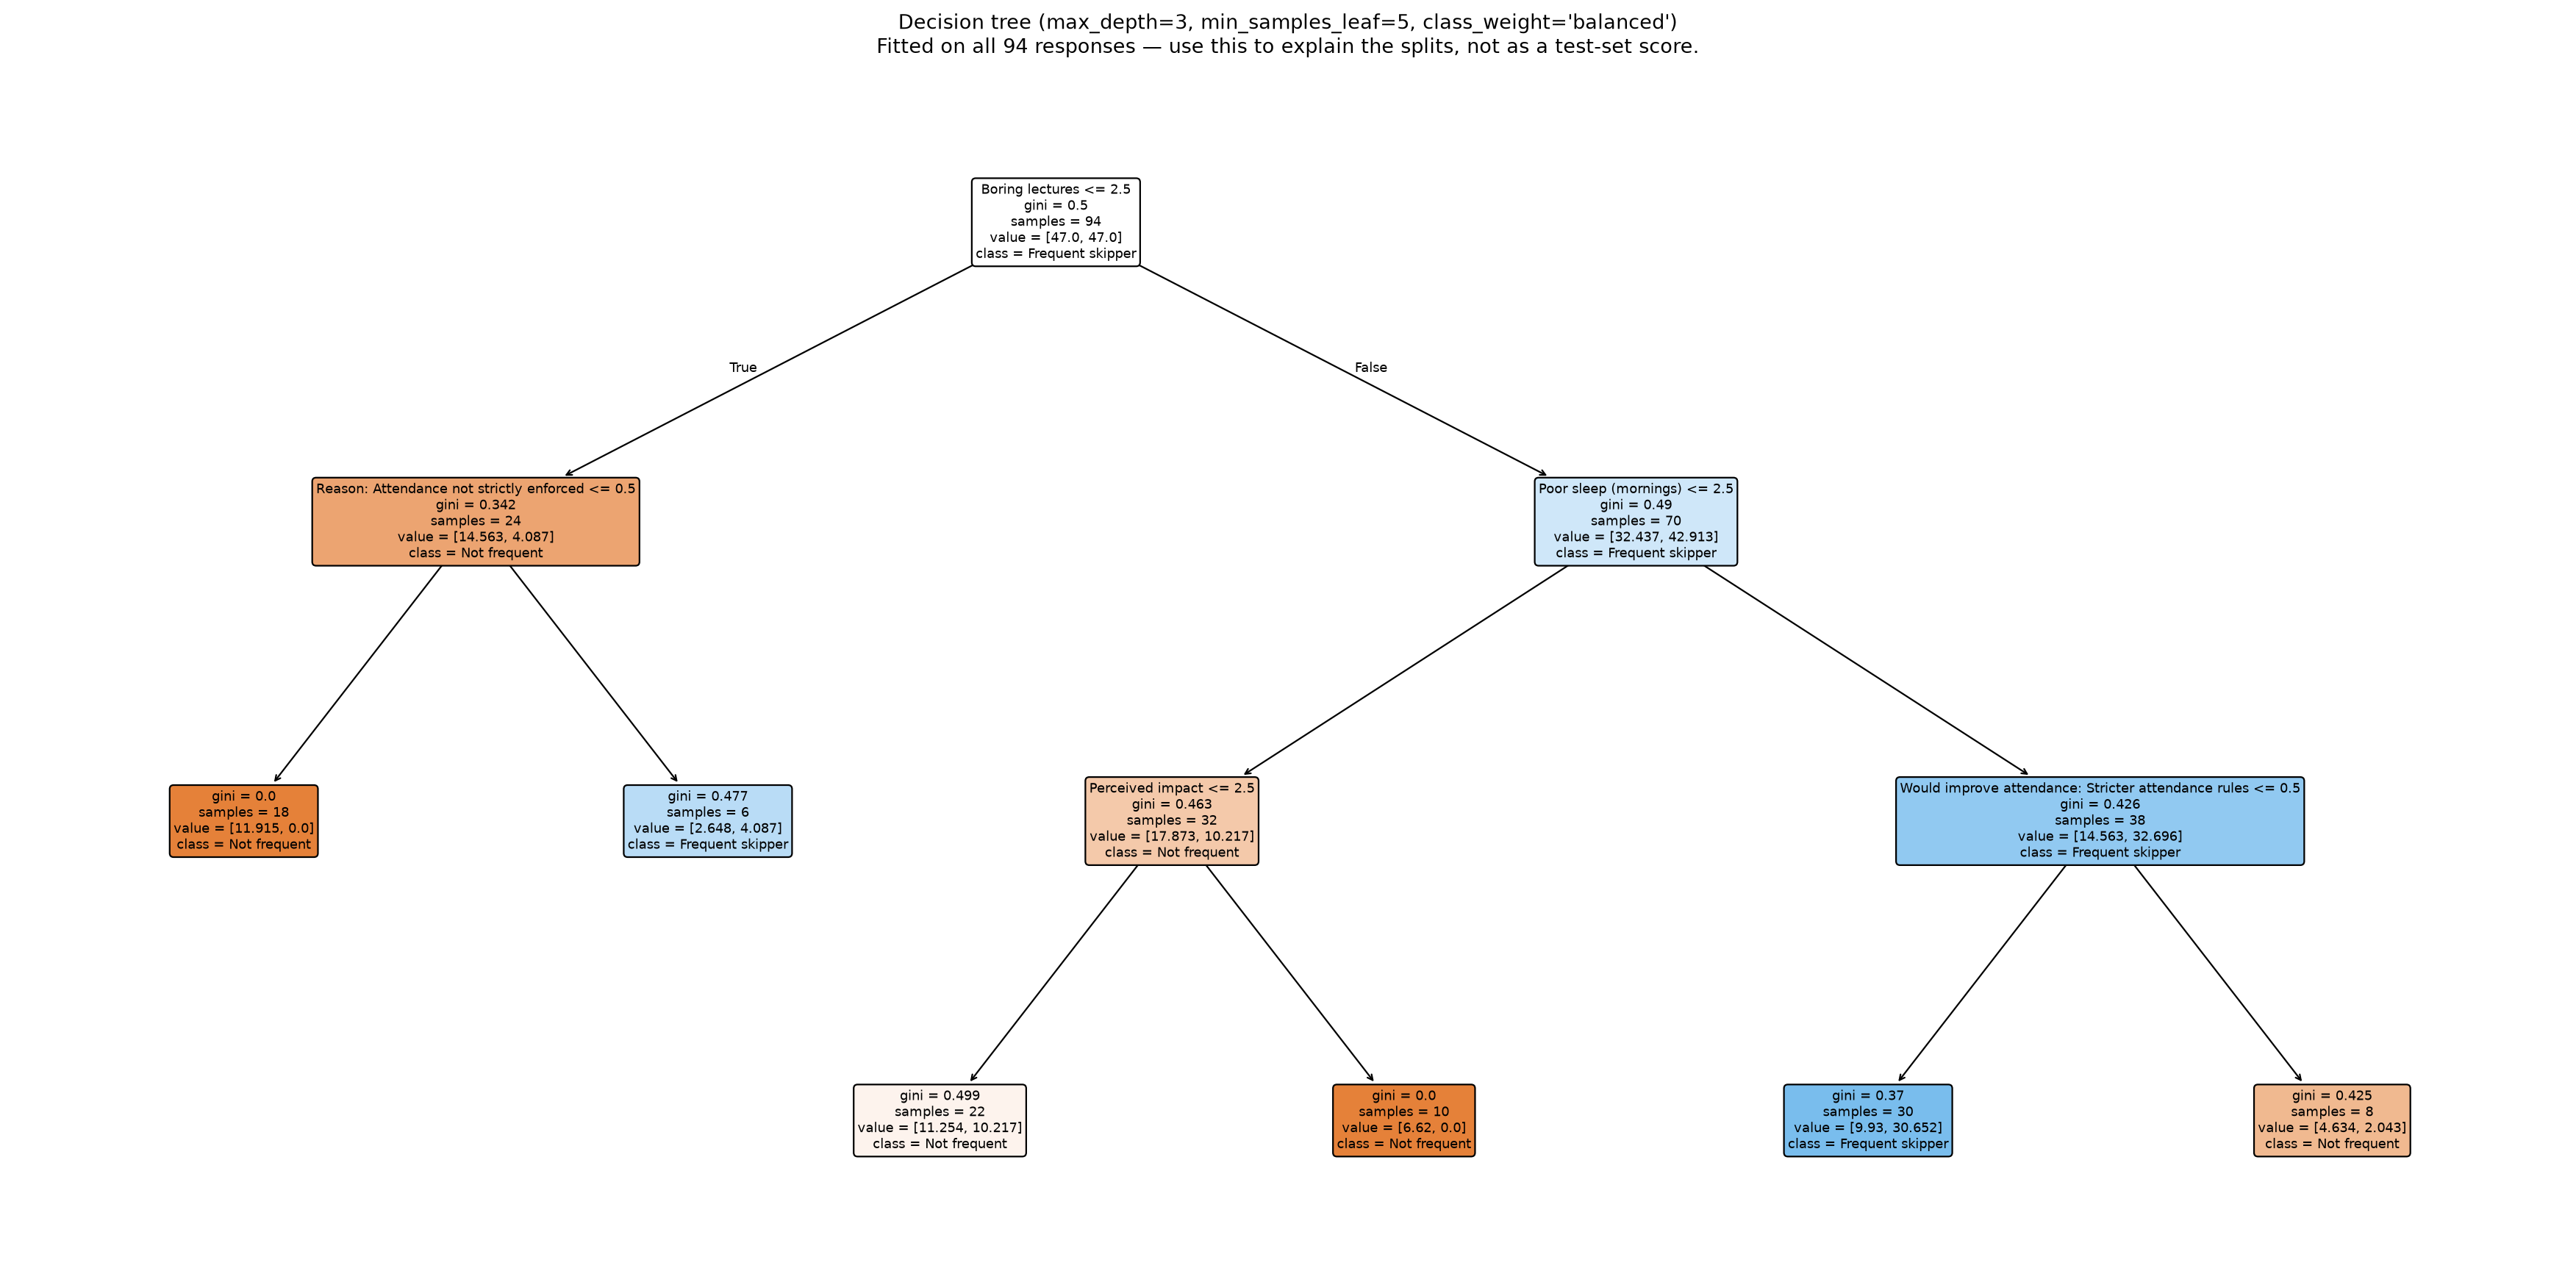 Decision tree (max_depth=3, min_samples_leaf=5, class_weight='balanced')
Fitted on all 94 responses — use this to explain the splits, not as a test-set score.
Boring lectures <= 2.5
gini = 0.5
samples = 94
value = [47.0, 47.0]
class = Frequent skipper
True
False
Reason: Attendance not strictly enforced <= 0.5
gini = 0.342
samples = 24
value = [14.563, 4.087]
class = Not frequent
Poor sleep (mornings) <= 2.5
gini = 0.49
samples = 70
value = [32.437, 42.913]
class = Frequent skipper
gini = 0.0
samples = 18
value = [11.915, 0.0]
class = Not frequent
gini = 0.477
samples = 6
value = [2.648, 4.087]
class = Frequent skipper
Perceived impact <= 2.5
gini = 0.463
samples = 32
value = [17.873, 10.217]
class = Not frequent
Would improve attendance: Stricter attendance rules <= 0.5
gini = 0.426
samples = 38
value = [14.563, 32.696]
class = Frequent skipper
gini = 0.499
samples = 22
value = [11.254, 10.217]
class = Not frequent
gini = 0.0
samples = 10
value = [6.62, 0.0]
class = Not frequent
gini = 0.37
samples = 30
value = [9.93, 30.652]
class = Frequent skipper
gini = 0.425
samples = 8
value = [4.634, 2.043]
class = Not frequent